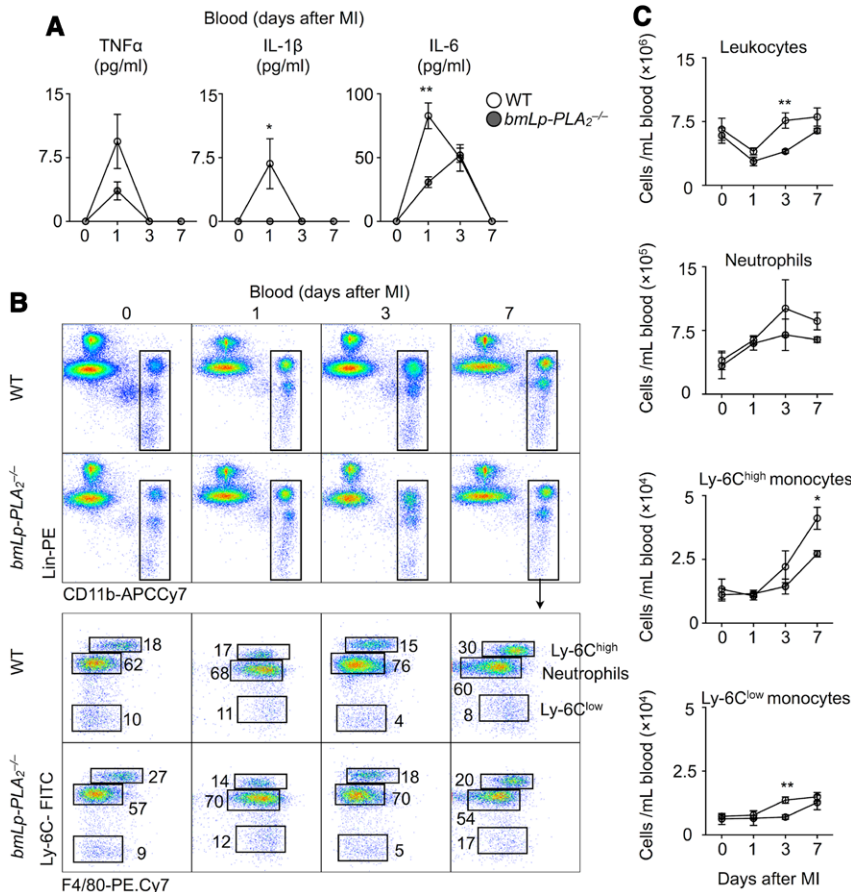 A
Blood (days after MI)
TNFα
(pg/ml)
IL-1β
(pg/ml)
IL-6
(pg/ml)
WT
bmLp-PLA₂⁻/⁻
15
7.5
0
0 1 3 7
*
15
7.5
0
0 1 3 7
**
100
50
0
0 1 3 7
B
Blood (days after MI)
0 1 3 7
WT
bmLp-PLA₂⁻/⁻
Lin-PE
CD11b-APCCy7
WT
18
62
10
17
68
11
15
76
4
30
60
8
Ly-6Chigh
Neutrophils
Ly-6Clow
bmLp-PLA₂⁻/⁻
Ly-6C- FITC
27
57
9
14
70
12
18
70
5
20
54
17
F4/80-PE.Cy7
C
Leukocytes
Cells /mL blood (×10⁶)
15
7.5
0
**
0 1 3 7
Neutrophils
Cells /mL blood (×10⁵)
15
7.5
0
0 1 3 7
Ly-6Chigh monocytes
Cells /mL blood (×10⁴)
5
2.5
0
*
0 1 3 7
Ly-6Clow monocytes
Cells /mL blood (×10⁴)
5
2.5
0
**
0 1 3 7
Days after MI